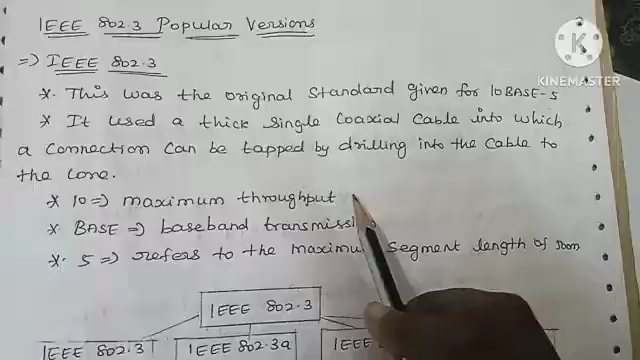 IEEE 802.3 Popular Versions
=> IEEE 802.3
*. This was the original standard given for 10BASE-5
*. It used a thick single coaxial cable into which
a connection can be tapped by drilling into the cable to
the core.
* 10 => maximum throughput
*. BASE => baseband transmissi
*. 5 => refers to the maximum segment length of 500m
IEEE 802.3
IEEE 802.3 IEEE 802.3a IEEE
KINEMASTER